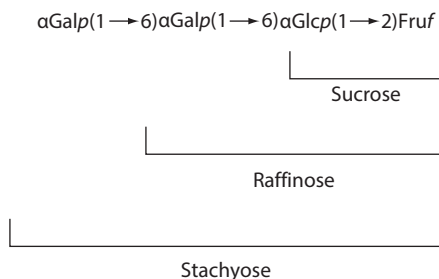 αGalp(1 → 6)αGalp(1 → 6)αGlcp(1 → 2)Fruf
Sucrose
Raffinose
Stachyose